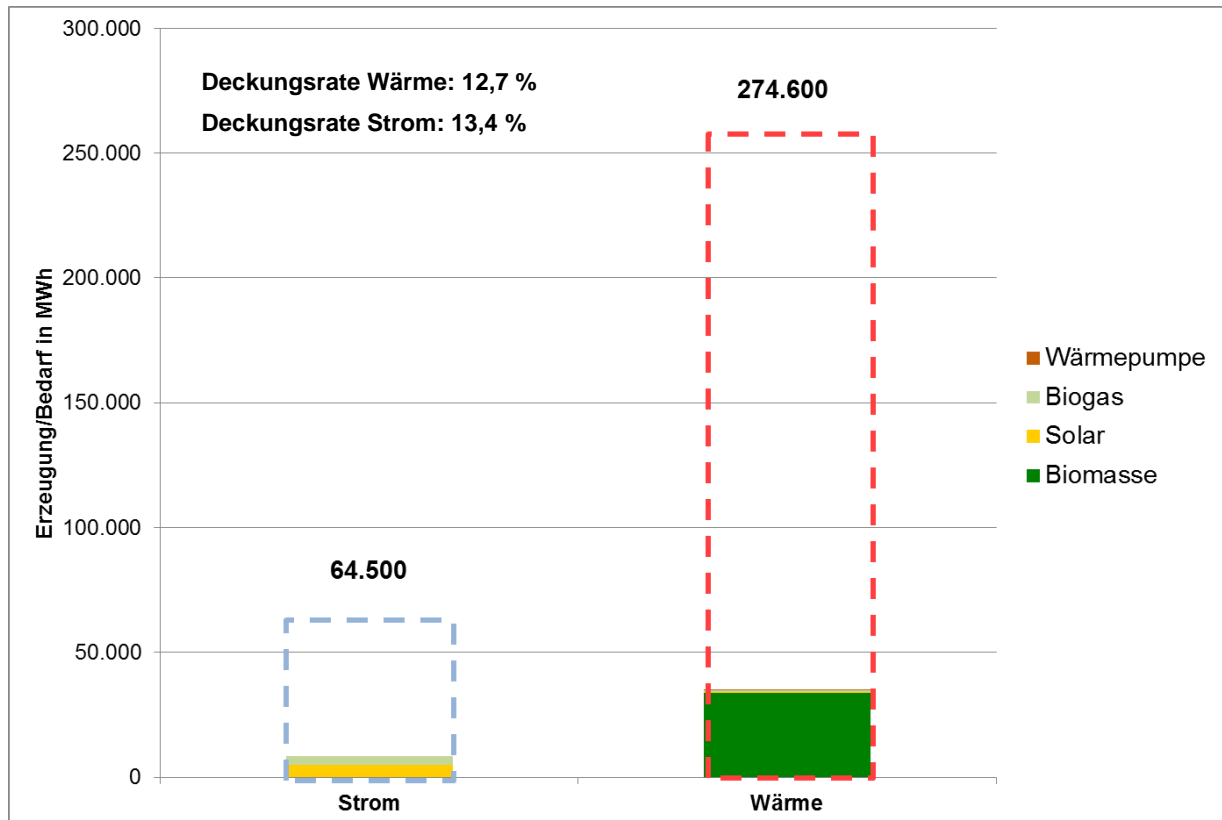 300.000
Deckungsrate Wärme: 12,7 %
274.600
Deckungsrate Strom: 13,4 %
250.000
200.000
Erzeugung/Bedarf in MWh
Wärmepumpe
Biogas
150.000
Solar
Biomasse
100.000
64.500
50.000
0
Strom
Wärme